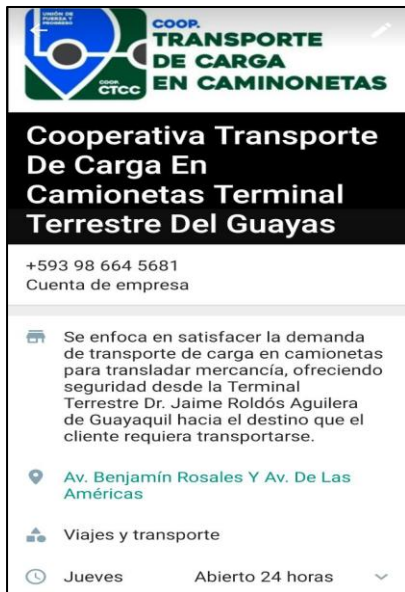 UNIÓN DE
FUERZA Y
PROGRESO
COOP.
CTCC
COOP.
TRANSPORTE
DE CARGA
EN CAMINONETAS
Cooperativa Transporte
De Carga En
Camionetas Terminal
Terrestre Del Guayas
+593 98 664 5681
Cuenta de empresa
Se enfoca en satisfacer la demanda
de transporte de carga en camionetas
para transladar mercancía, ofreciendo
seguridad desde la Terminal
Terrestre Dr. Jaime Roldós Aguilera
de Guayaquil hacia el destino que el
cliente requiera transportarse.
Av. Benjamín Rosales Y Av. De Las
Américas
Viajes y transporte
Jueves Abierto 24 horas